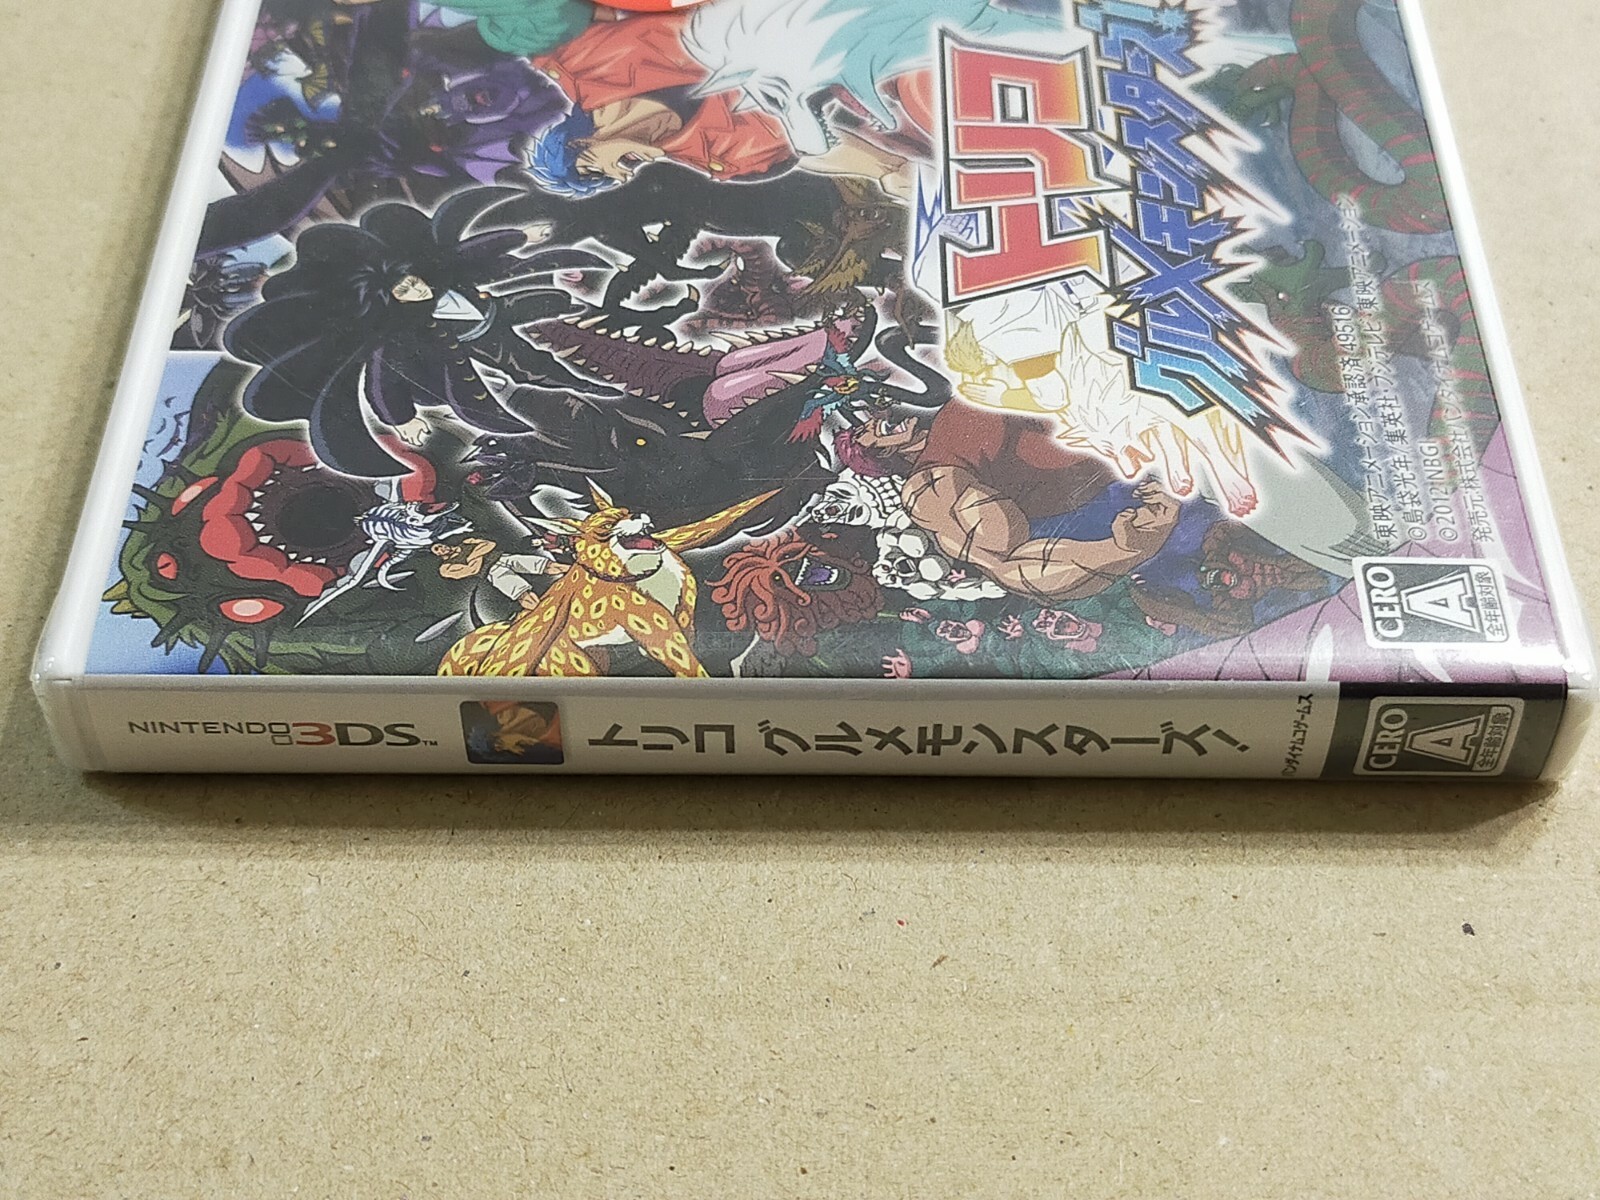 トリコ
グルメモンスターズ!
東映アニメーション承認済 49516
©島袋光年/集英社・フジテレビ・東映アニメーション
©2012 NBGI
発売元:株式会社バンダイナムコゲームス
CERO
A
全年齢対象
NINTENDO 3DS™
トリコ グルメモンスターズ!
バンダイナムコゲームス
CERO
A
全年齢対象